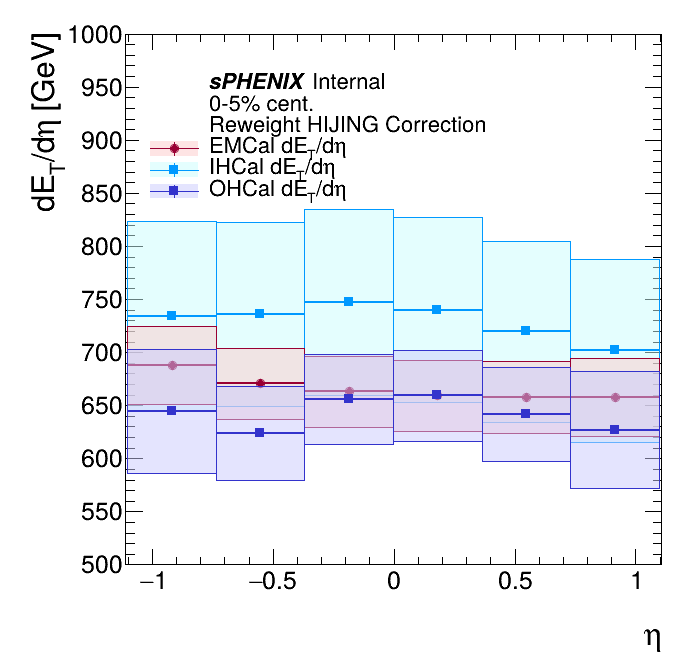 1000
950
900
850
800
750
700
650
600
550
500
dE_T/dη [GeV]
sPHENIX Internal
0-5% cent.
Reweight HIJING Correction
EMCal dE_T/dη
IHCal dE_T/dη
OHCal dE_T/dη
−1
−0.5
0
0.5
1
η